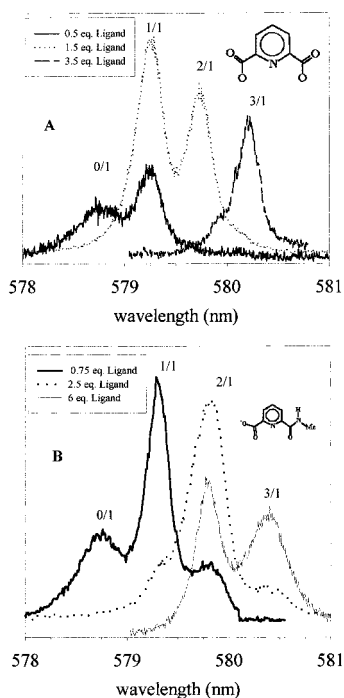 0.5 eq. Ligand
1.5 eq. Ligand
3.5 eq. Ligand
1/1
2/1
3/1
0/1
A
O
O
N
O
O
578
579
580
581
wavelength (nm)
0.75 eq. Ligand
2.5 eq. Ligand
6 eq. Ligand
1/1
2/1
3/1
0/1
B
-O
O
N
O
N
H
Me
578
579
580
581
wavelength (nm)